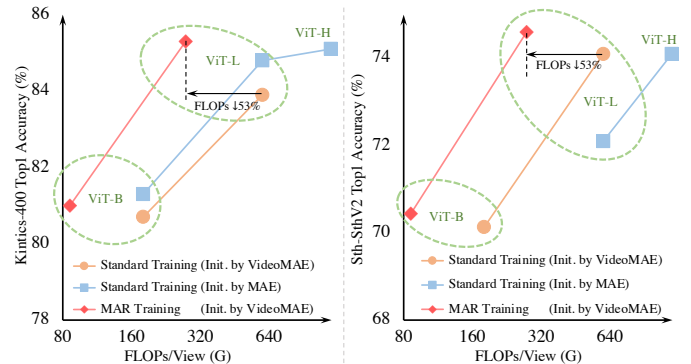 86
84
82
80
78
Kintics-400 Top1 Accuracy (%)
ViT-H
ViT-L
FLOPs ↓53%
ViT-B
Standard Training (Init. by VideoMAE)
Standard Training (Init. by MAE)
MAR Training (Init. by VideoMAE)
80 160 320 640
FLOPs/View (G)
74
72
70
68
Sth-SthV2 Top1 Accuracy (%)
ViT-H
FLOPs ↓53%
ViT-L
ViT-B
Standard Training (Init. by VideoMAE)
Standard Training (Init. by MAE)
MAR Training (Init. by VideoMAE)
80 160 320 640
FLOPs/View (G)